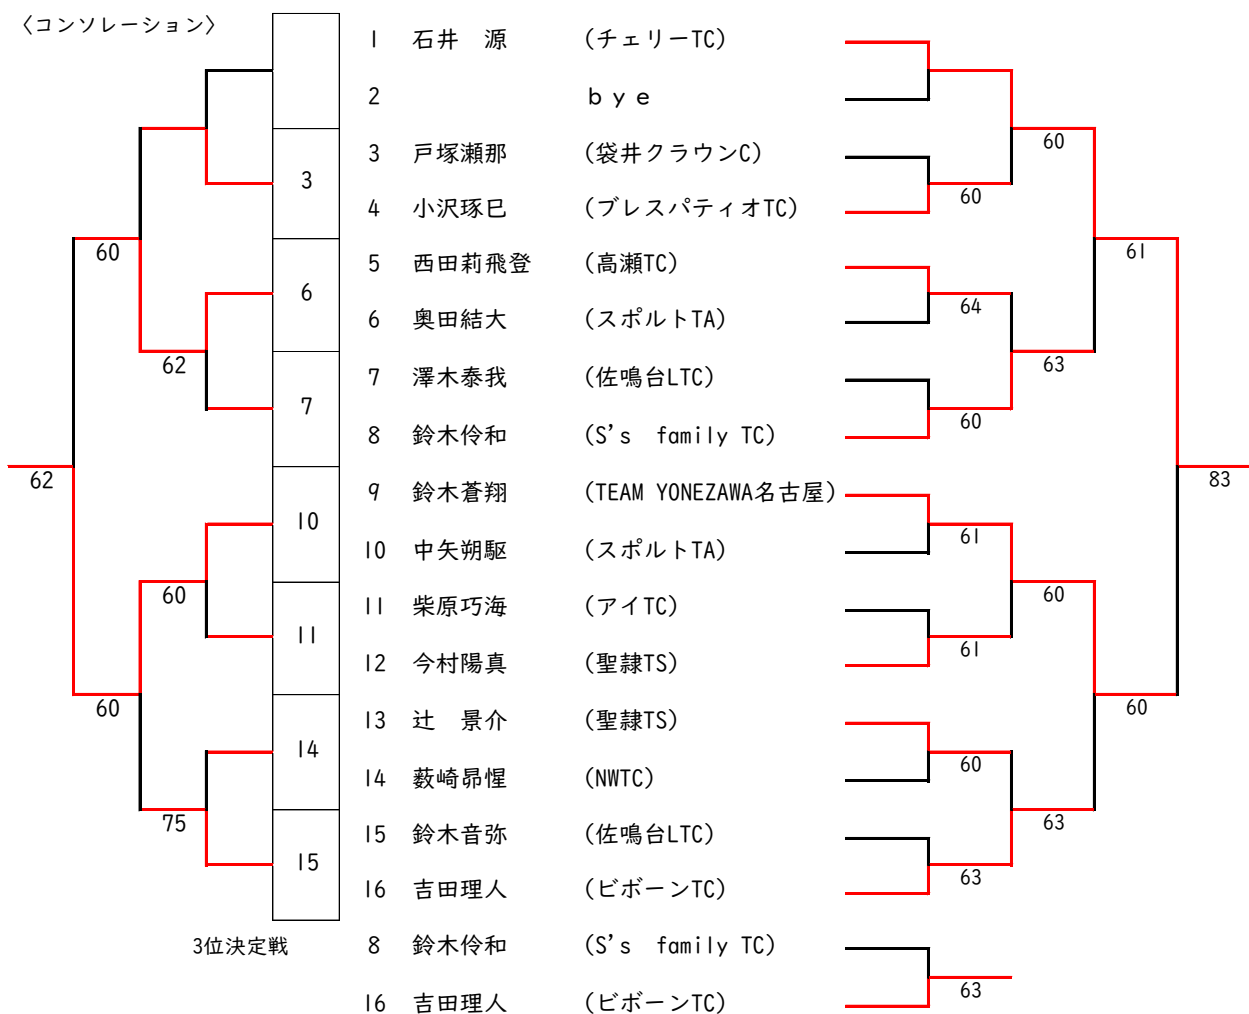 〈コンソレーション〉
1 石井　源 (チェリーTC)
2 ｂｙｅ
3 戸塚瀬那 (袋井クラウンC)
4 小沢琢巳 (ブレスパティオTC)
5 西田莉飛登 (高瀬TC)
6 奥田結大 (スポルトTA)
7 澤木泰我 (佐鳴台LTC)
8 鈴木伶和 (S's family TC)
9 鈴木蒼翔 (TEAM YONEZAWA名古屋)
10 中矢朔駆 (スポルトTA)
11 柴原巧海 (アイTC)
12 今村陽真 (聖隷TS)
13 辻　景介 (聖隷TS)
14 薮崎昴惺 (NWTC)
15 鈴木音弥 (佐鳴台LTC)
16 吉田理人 (ビボーンTC)
3位決定戦
8 鈴木伶和 (S's family TC)
16 吉田理人 (ビボーンTC)
3
6
7
10
11
14
15
60
62
62
60
60
75
60
60
61
64
63
60
83
61
60
61
60
60
63
63
63